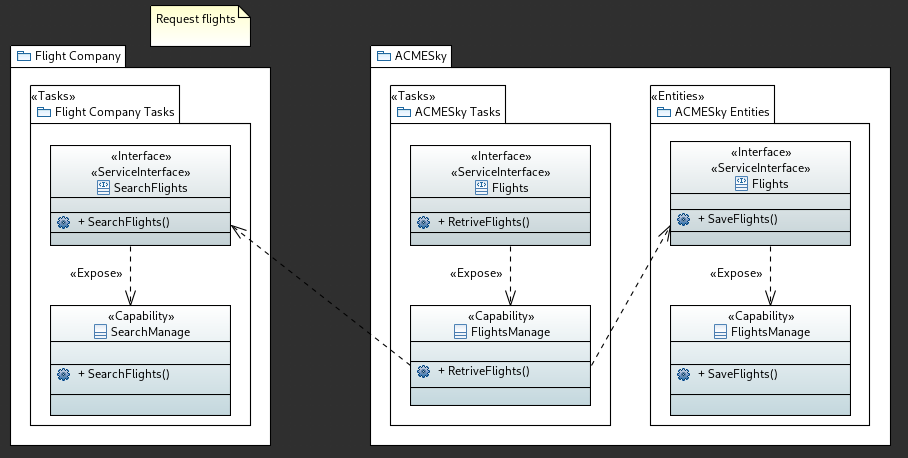 Request flights
Flight Company
«Tasks»
Flight Company Tasks
«Interface»
«ServiceInterface»
SearchFlights
+ SearchFlights()
«Expose»
«Capability»
SearchManage
+ SearchFlights()
ACMESky
«Tasks»
ACMESky Tasks
«Interface»
«ServiceInterface»
Flights
+ RetriveFlights()
«Expose»
«Capability»
FlightsManage
+ RetriveFlights()
«Entities»
ACMESky Entities
«Interface»
«ServiceInterface»
Flights
+ SaveFlights()
«Expose»
«Capability»
FlightsManage
+ SaveFlights()